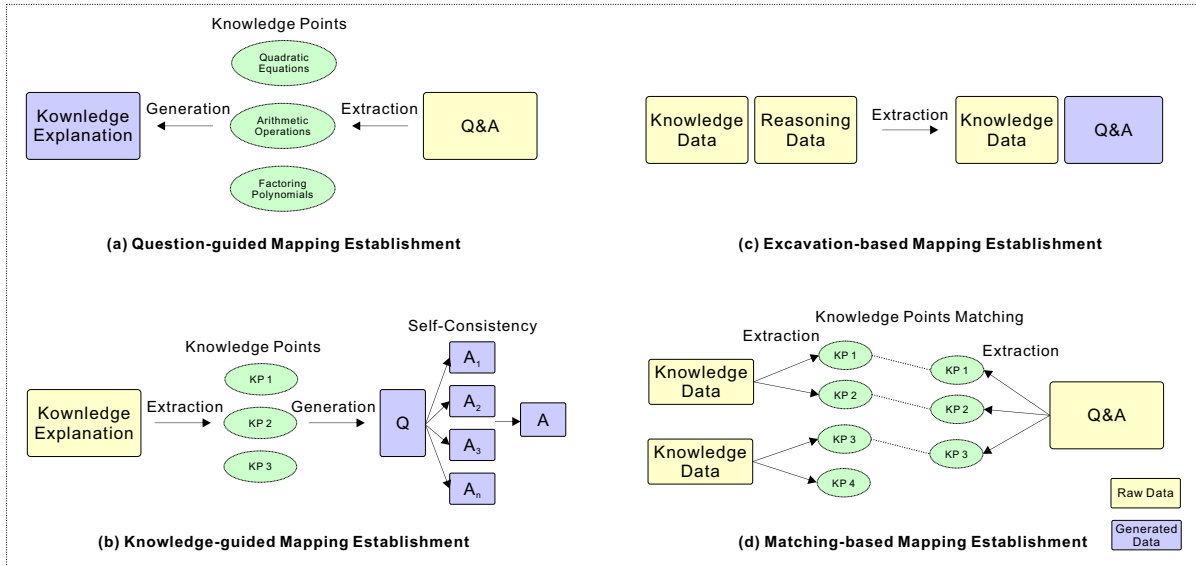 Knowledge Points
Quadratic
Equations
Kownledge
Explanation
Generation
Arithmetic
Operations
Extraction
Q&A
Factoring
Polynomials
(a) Question-guided Mapping Establishment
Knowledge
Data
Reasoning
Data
Extraction
Knowledge
Data
Q&A
(c) Excavation-based Mapping Establishment
Self-Consistency
Knowledge Points
Kownledge
Explanation
Extraction
KP 1
KP 2
KP 3
Generation
Q
A1
A2
A3
An
A
(b) Knowledge-guided Mapping Establishment
Knowledge Points Matching
Extraction
Extraction
Knowledge
Data
KP 1
KP 2
Knowledge
Data
KP 3
KP 4
KP 1
KP 2
KP 3
Q&A
(d) Matching-based Mapping Establishment
Raw Data
Generated
Data